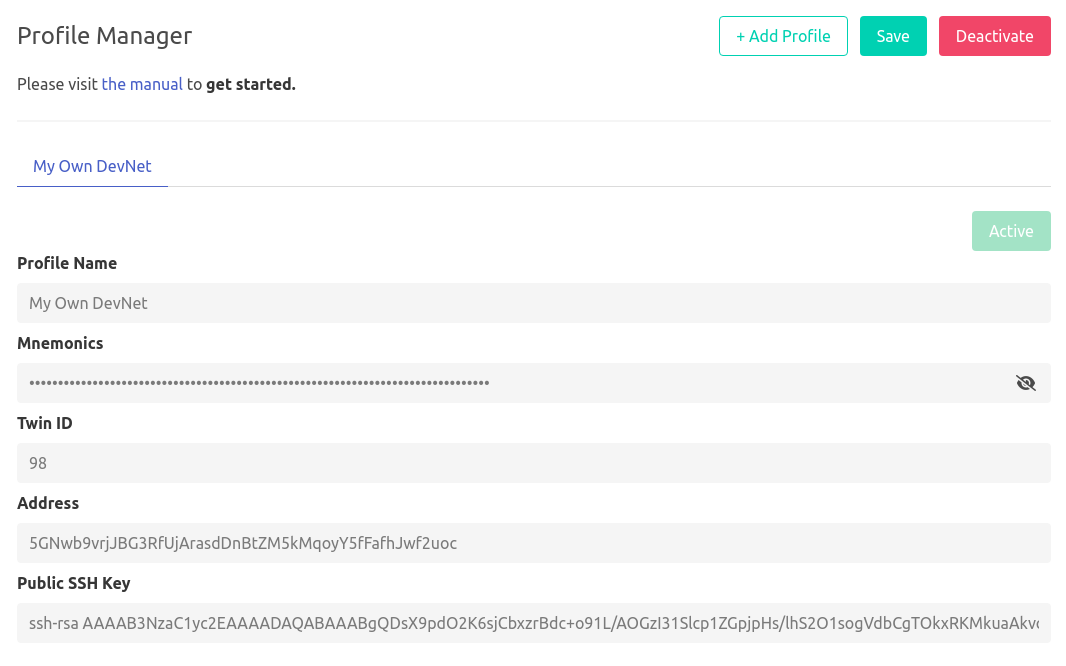 Profile Manager
+ Add Profile
Save
Deactivate
Please visit the manual to get started.
My Own DevNet
Active
Profile Name
My Own DevNet
Mnemonics
Twin ID
98
Address
5GNwb9vrjJBG3RfUjArasdDnBtZM5kMqoyY5fFafhJwf2uoc
Public SSH Key
ssh-rsa AAAAB3NzaC1yc2EAAAADAQABAAABgQDsX9pdO2K6sjCbxzrBdc+o91L/AOGzI31Slcp1ZGpjpHs/lhS2O1sogVdbCgTOkxRKMkuaAkv